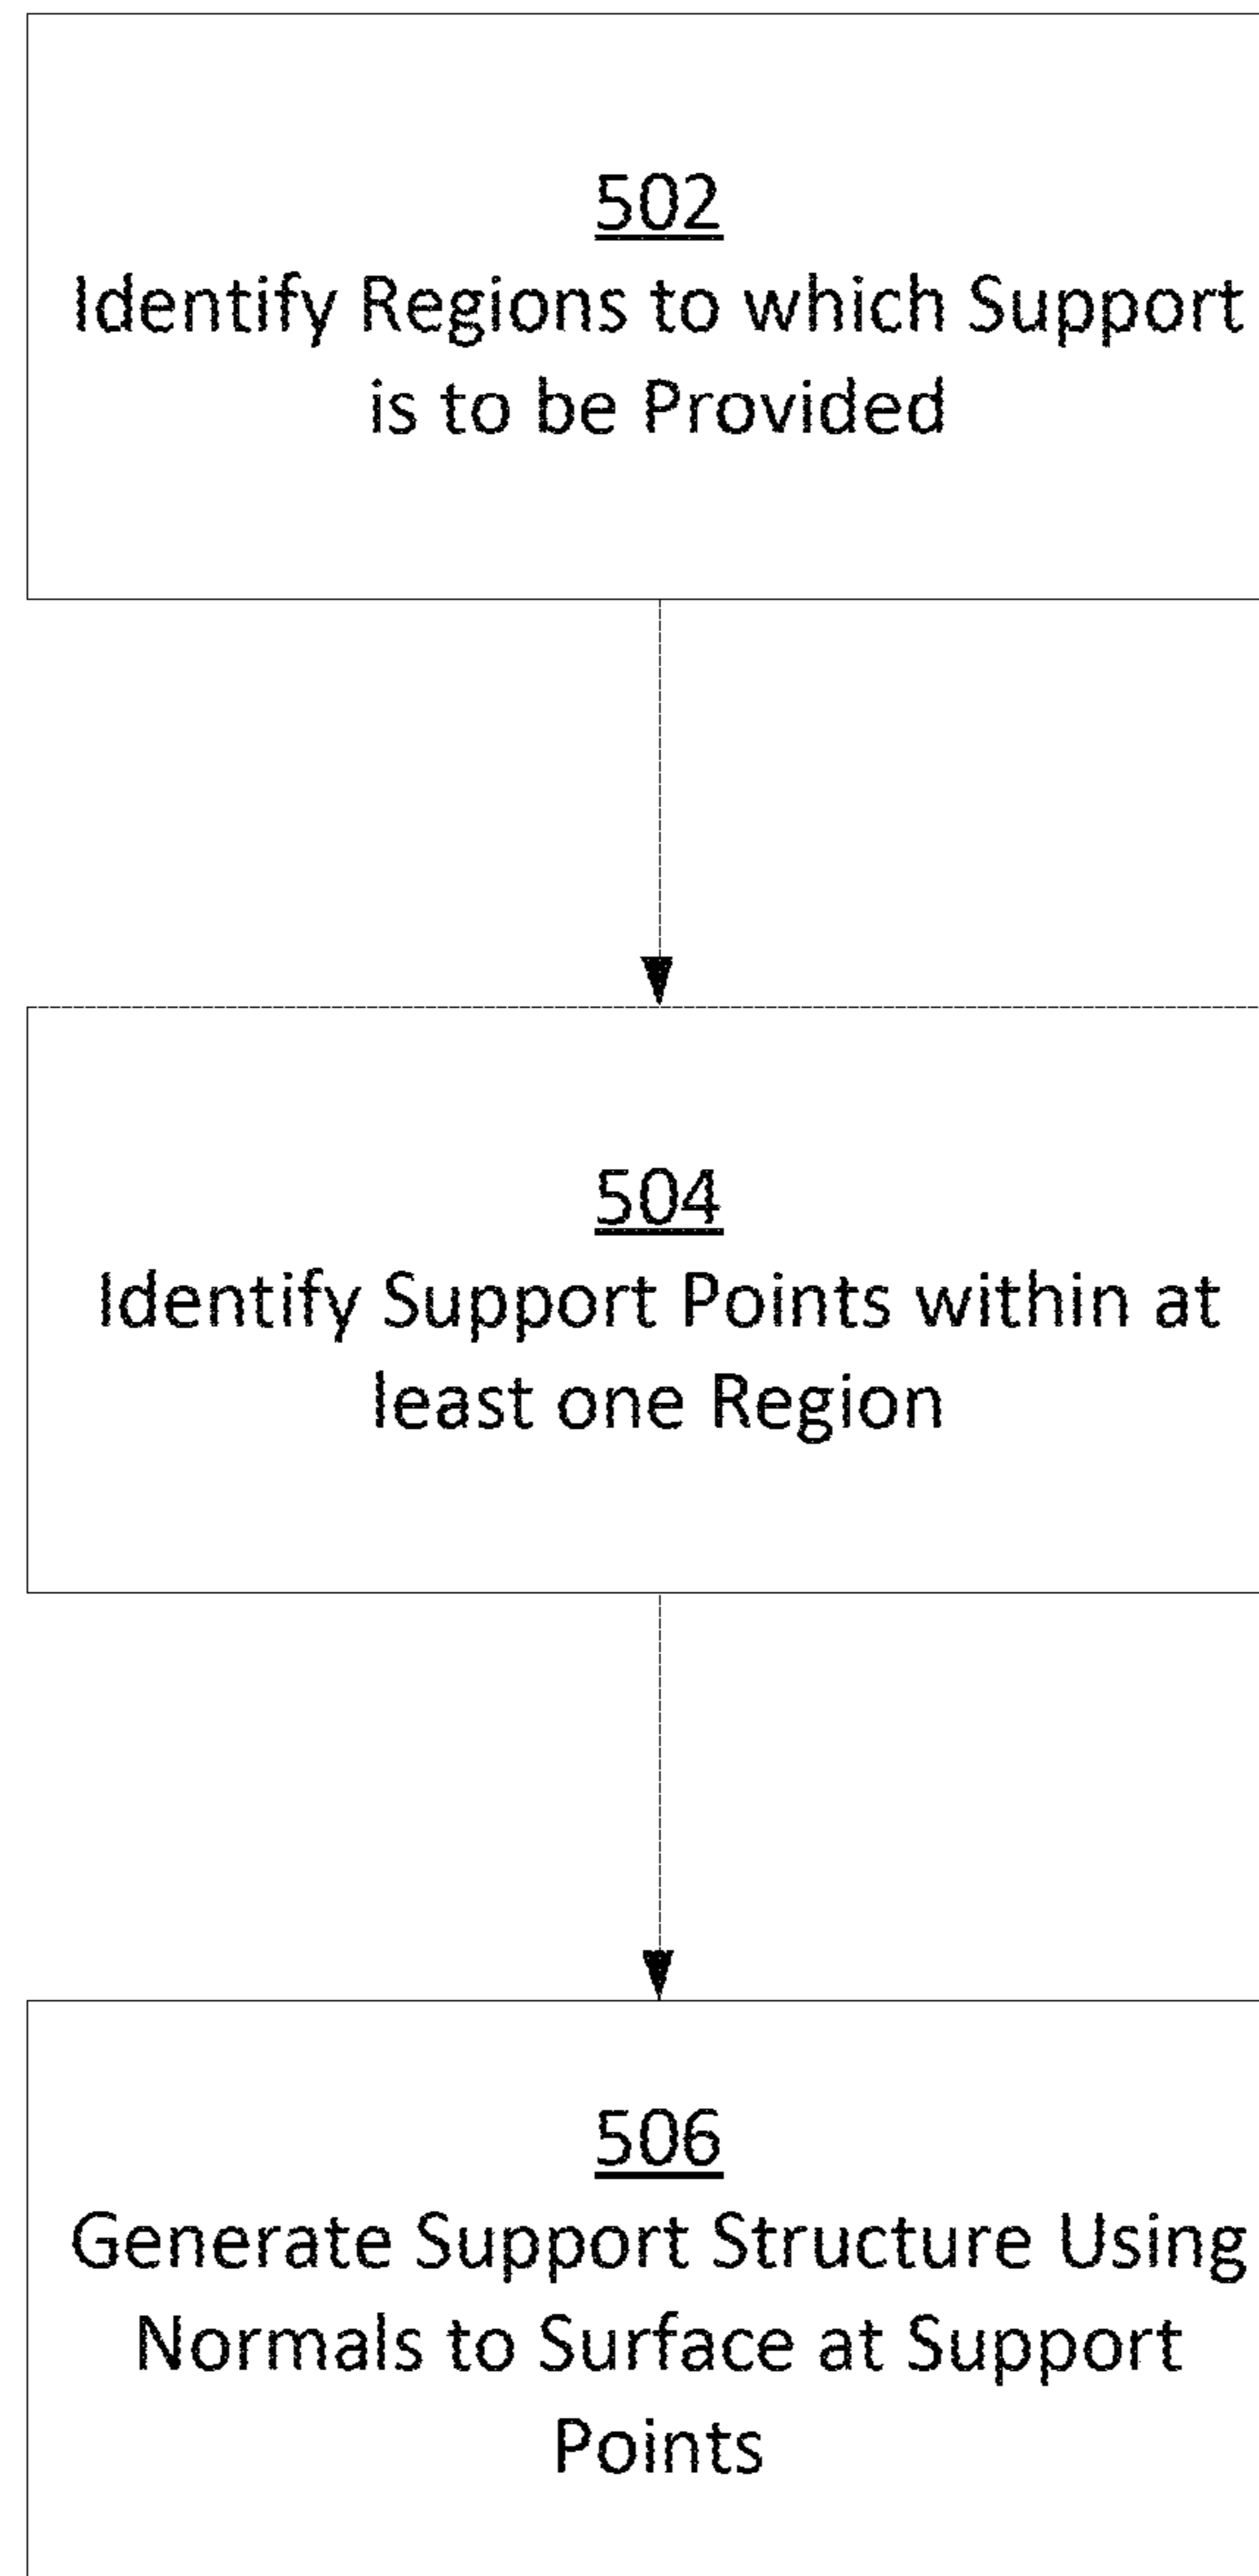 502
Identify Regions to which Support
is to be Provided
504
Identify Support Points within at
least one Region
506
Generate Support Structure Using
Normals to Surface at Support
Points